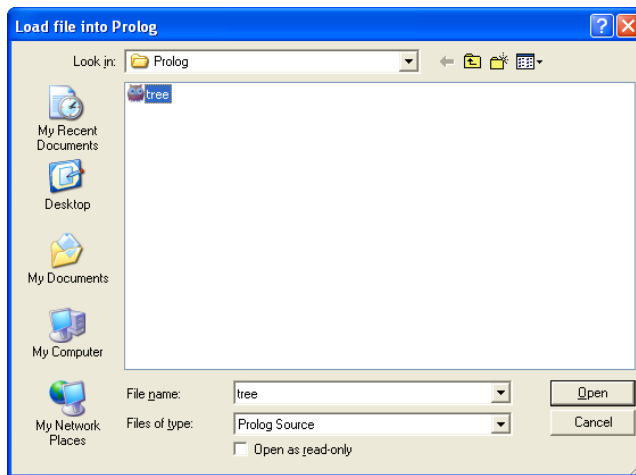 Load file into Prolog
Look in: Prolog
tree
My Recent
Documents
Desktop
My Documents
My Computer
My Network
Places
File name: tree Open
Files of type: Prolog Source Cancel
Open as read-only